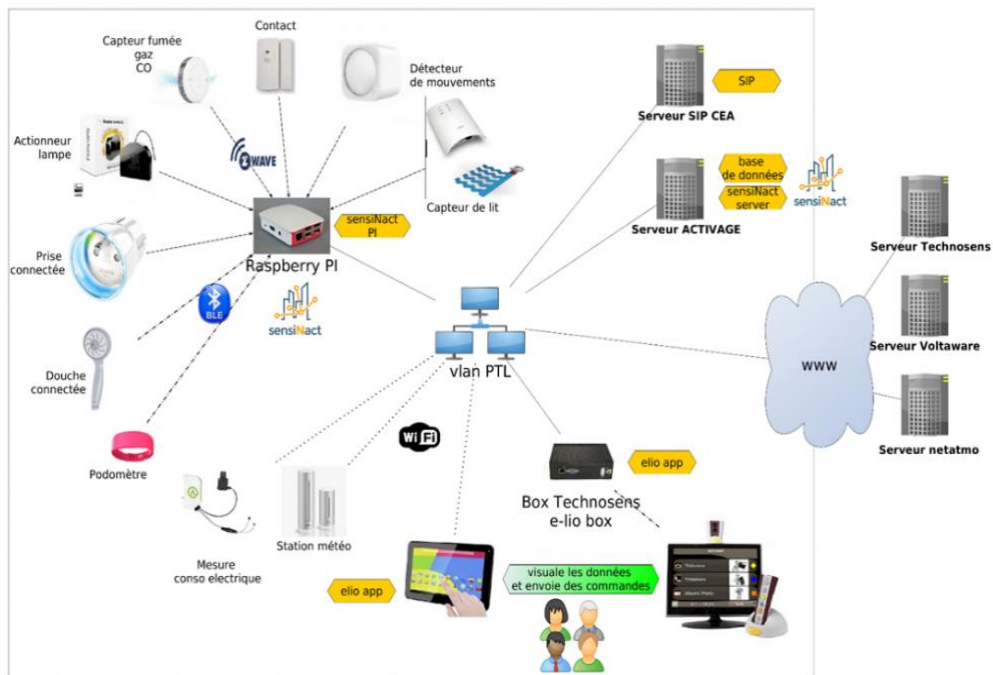 Contact
Capteur fumée
gaz
CO
Détecteur
de mouvements
Actionneur
lampe
WAVE
Capteur de lit
sensiNact
PI
Raspberry PI
Prise
connectée
BLE
sensiNact
Douche
connectée
Podomètre
SIP
Serveur SIP CEA
base
de données
sensiNact
server
sensiNact
Serveur ACTIVAGE
Serveur Technosens
Serveur Voltaware
Serveur netatmo
WWW
vlan PTL
Wi Fi
elio app
Box Technosens
e-lio box
Mesure
conso electrique
Station météo
elio app
visuale les données
et envoie des commandes